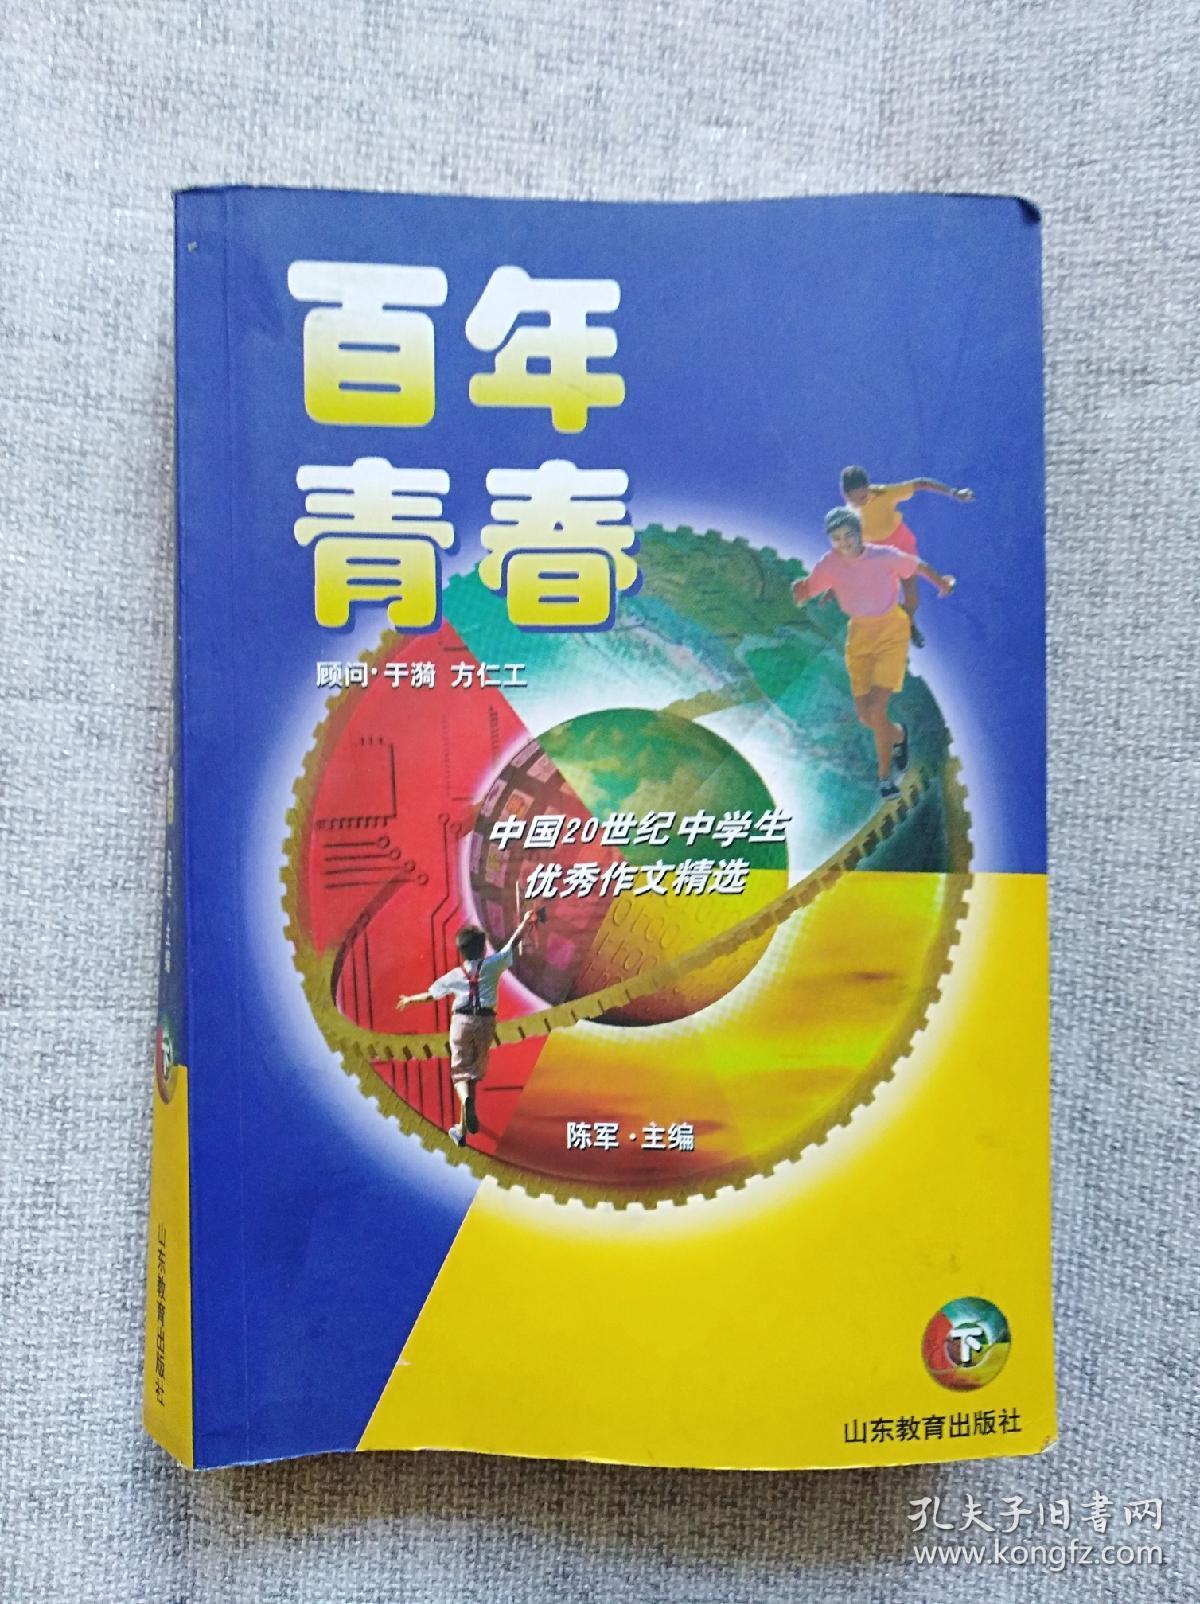 百年
青春
顾问·于漪 方仁工
中国20世纪中学生
优秀作文精选
陈军·主编
下
山东教育出版社
下
山东教育出版社
孔夫子旧书网
www.kongfz.com